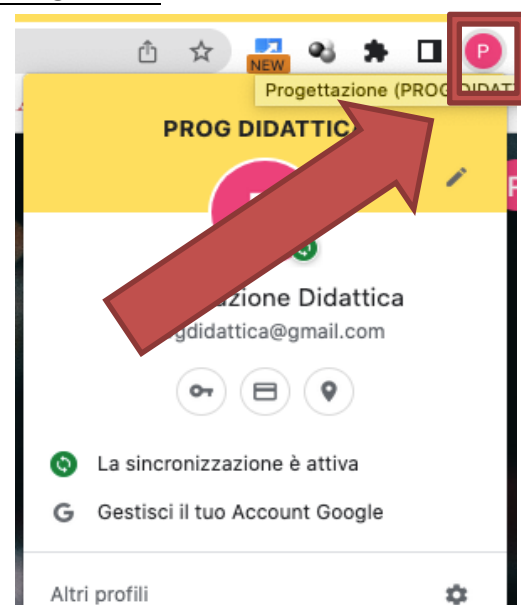 NEW
P
Progettazione (PROG DIDAT
PROG DIDATTIC
azione Didattica
gdidattica@gmail.com
La sincronizzazione è attiva
G Gestisci il tuo Account Google
Altri profili